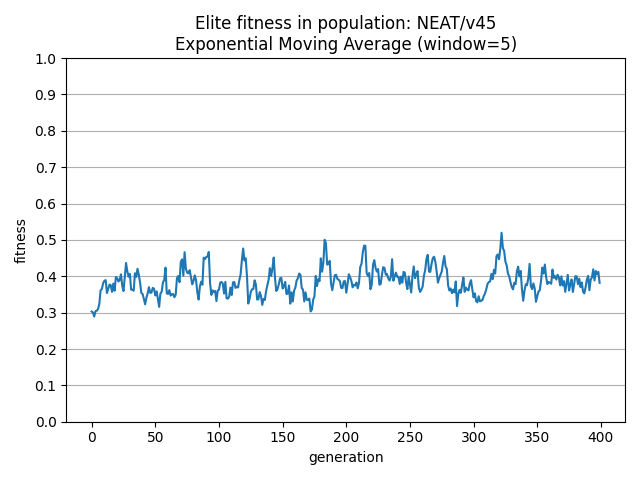 Elite fitness in population: NEAT/v45
Exponential Moving Average (window=5)
1.0
0.9
0.8
0.7
0.6
0.5
0.4
0.3
0.2
0.1
0.0
fitness
0 50 100 150 200 250 300 350 400
generation